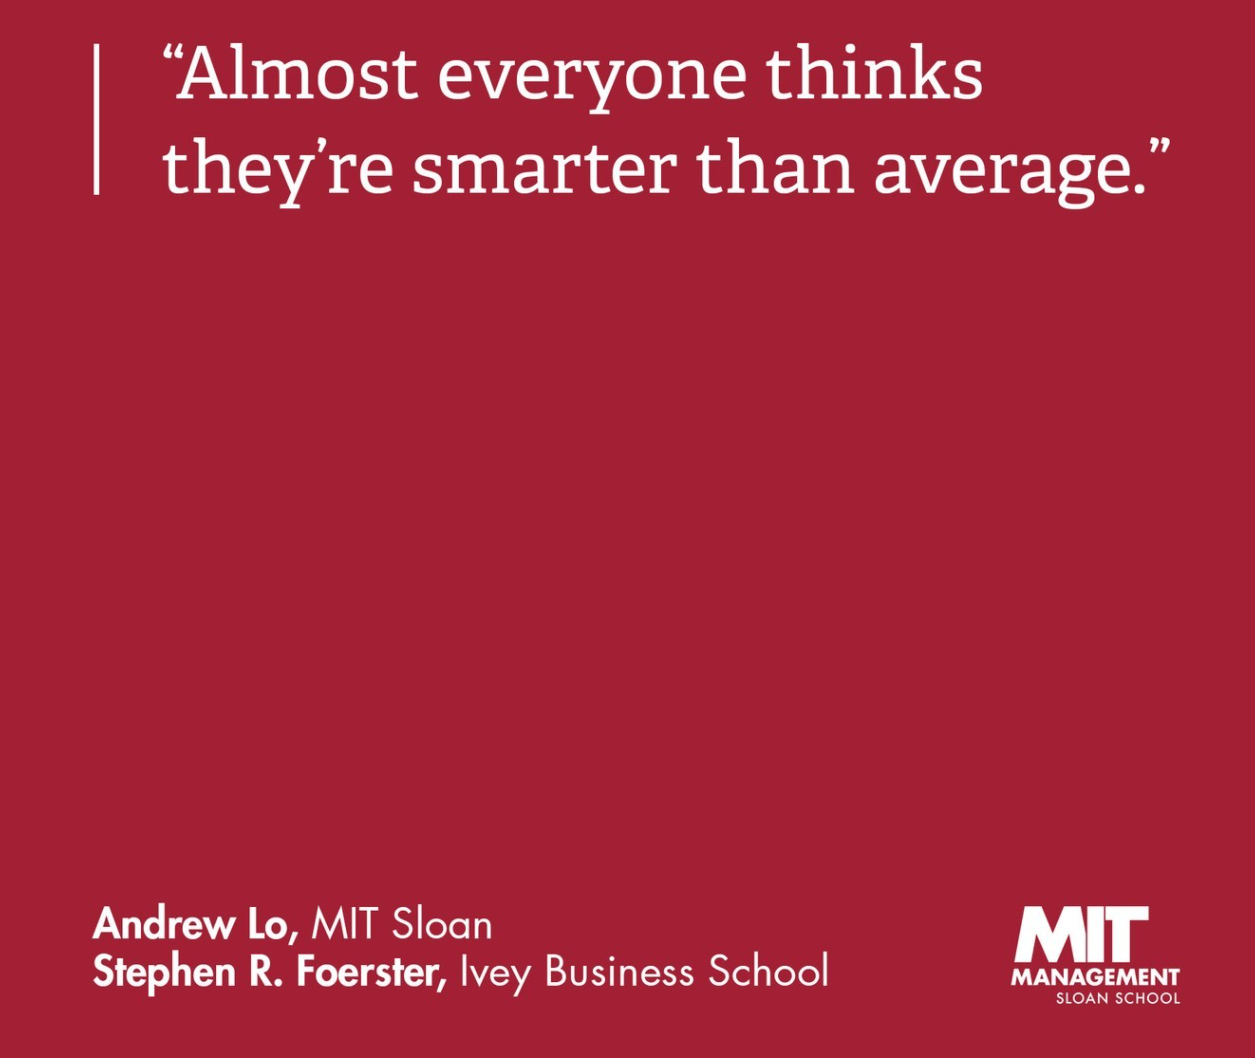 “Almost everyone thinks
they’re smarter than average.”
Andrew Lo, MIT Sloan
Stephen R. Foerster, Ivey Business School
MIT
MANAGEMENT
SLOAN SCHOOL